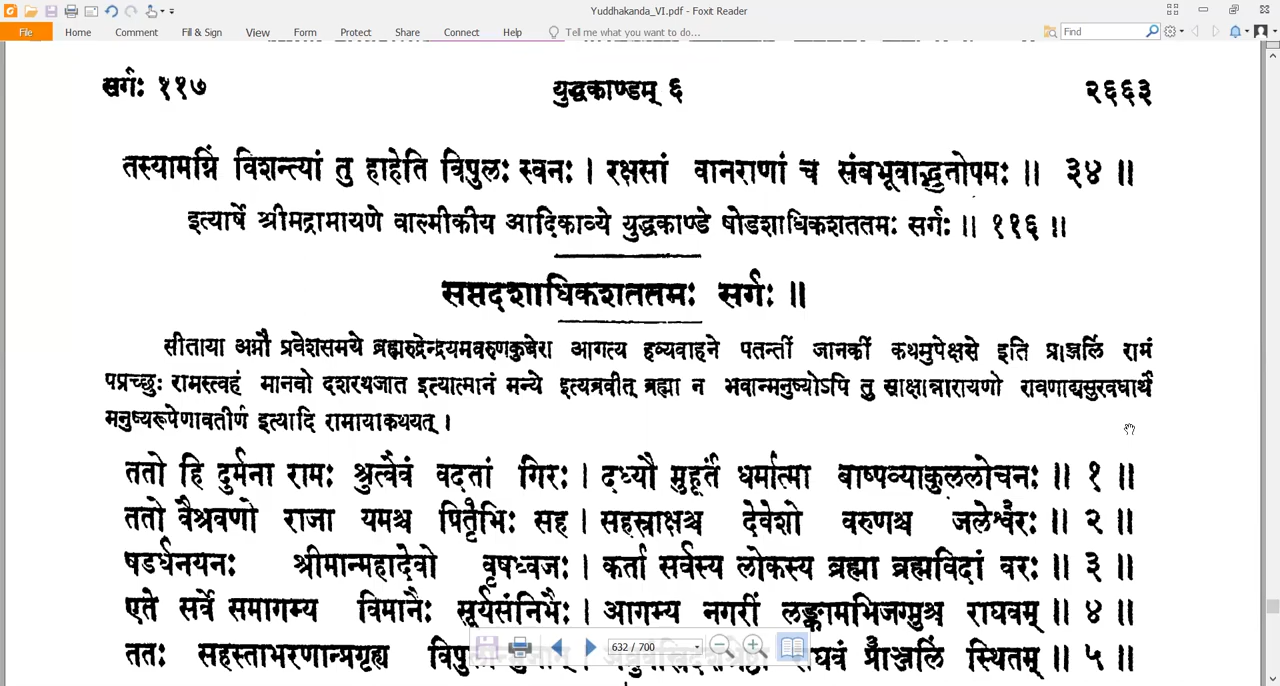 Yuddhakanda_VI.pdf - Foxit Reader
File Home Comment Fill & Sign View Form Protect Share Connect Help Tell me what you want to do... Find
सर्गः ११७ युद्धकाण्डम् ६ २६६३
तस्यामग्निं विशन्त्यां तु हाहेति विपुलः स्वनः । रक्षसां वानराणां च संबभूवाद्भुतोपमः ॥ ३४ ॥
इत्यार्षे श्रीमद्रामायणे वाल्मीकीय आदिकाव्ये युद्धकाण्डे षोडशाधिकशततमः सर्गः ॥ ११६ ॥
सप्तदशाधिकशततमः सर्गः ॥
सीताया अग्नौ प्रवेशसमये ब्रह्मरुद्रेन्द्रयमवरुणकुबेरा आगत्य हव्यवाहने पतन्तीं जानकीं कथमुपेक्षसे इति प्राञ्जलिं रामं
पप्रच्छुः रामस्त्वहं मानवो दशरथजात इत्यात्मानं मन्ये इत्यब्रवीत् ब्रह्मा न भवान्मनुष्योऽपि तु साक्षान्नारायणो रावणाद्यसुरवधार्थे
मनुष्यरूपेणावतीर्ण इत्यादि रामायाकथयत् ।
ततो हि दुर्मना रामः श्रुत्वैवं वदतां गिरः । दध्यौ मुहूर्तं धर्मात्मा बाष्पव्याकुललोचनः ॥ १ ॥
ततो वैश्रवणो राजा यमश्च पितृभिः सह । सहस्राक्षश्च देवेशो वरुणश्च जलेश्वरः ॥ २ ॥
षडर्धनयनः श्रीमान्महादेवो वृषध्वजः । कर्ता सर्वस्य लोकस्य ब्रह्मा ब्रह्मविदां वरः ॥ ३ ॥
एते सर्वे समागम्य विमानैः सूर्यसंनिभैः । आगम्य नगरीं लङ्कामभिजग्मुश्च राघवम् ॥ ४ ॥
ततः सहस्ताभरणान्प्रगृह्य राघवं प्राञ्जलिं स्थितम् ॥ ५ ॥
632 / 700